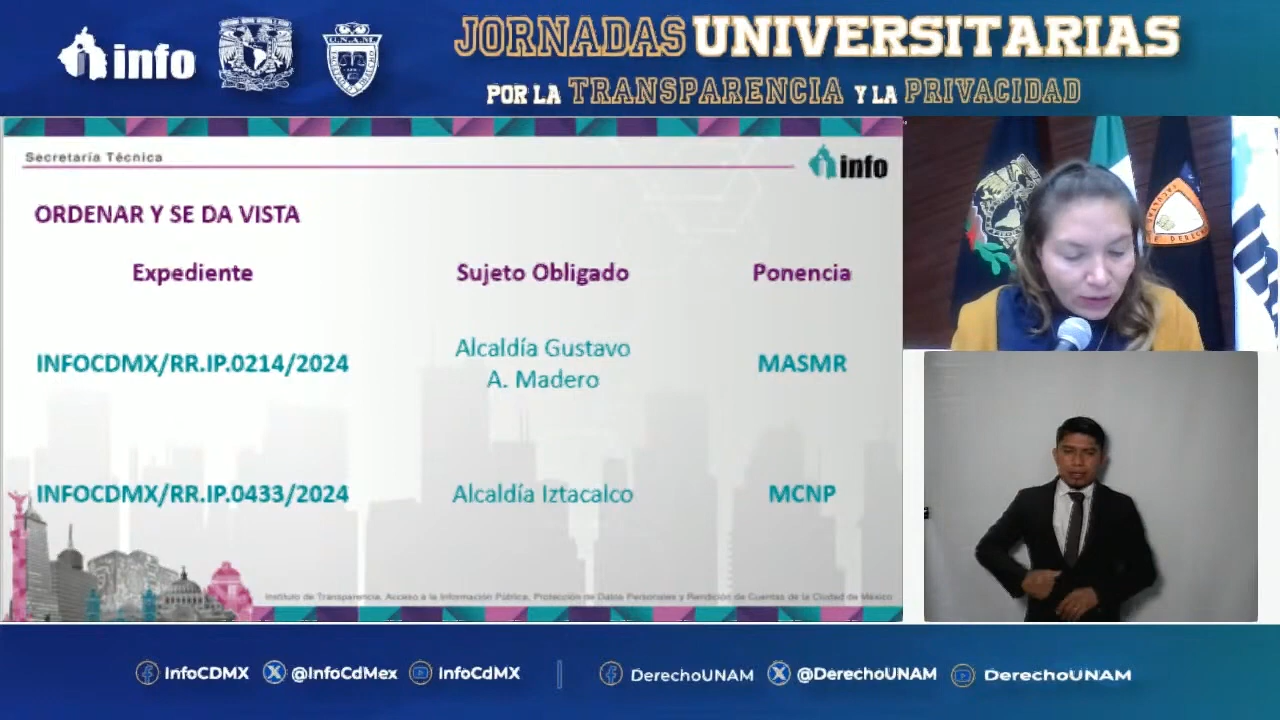 info
JORNADAS UNIVERSITARIAS
POR LA TRANSPARENCIA Y LA PRIVACIDAD
Secretaría Técnica
info
ORDENAR Y SE DA VISTA
Expediente Sujeto Obligado Ponencia
INFOCDMX/RR.IP.0214/2024 Alcaldía Gustavo A. Madero MASMR
INFOCDMX/RR.IP.0433/2024 Alcaldía Iztacalco MCNP
Instituto de Transparencia, Acceso a la Información Pública, Protección de Datos Personales y Rendición de Cuentas de la Ciudad de México
InfoCDMX @InfoCdMex InfoCdMX DerechoUNAM @DerechoUNAM DerechoUNAM